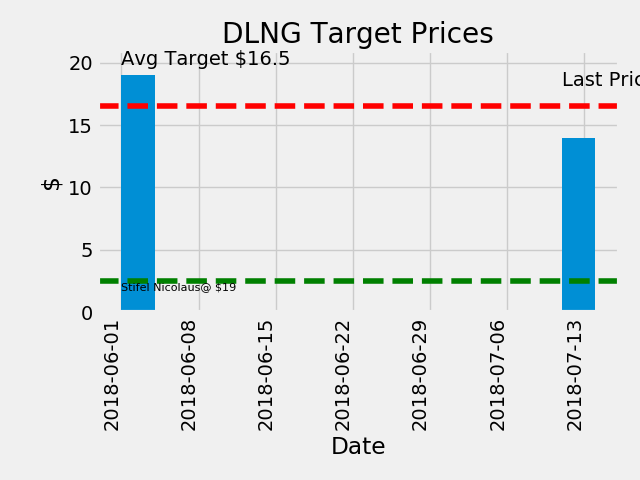 DLNG Target Prices
Avg Target $16.5
Last Pric
20
15
10
5
0
$
Stifel Nicolaus@ $19
2018-06-01
2018-06-08
2018-06-15
2018-06-22
2018-06-29
2018-07-06
2018-07-13
Date